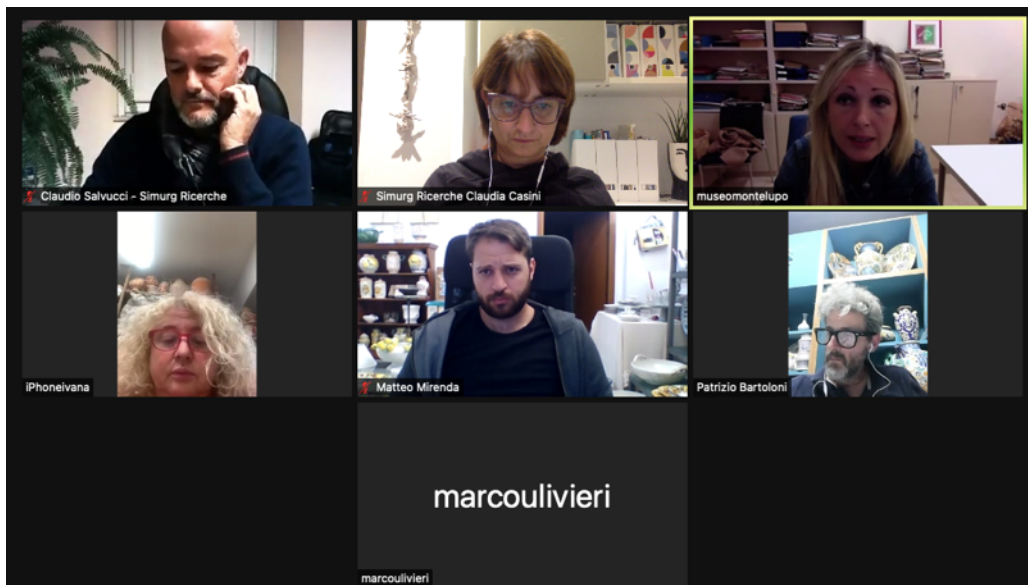 Claudio Salvucci - Simurg Ricerche
Simurg Ricerche Claudia Casini
museomontelupo
iPhoneivana
Matteo Mirenda
Patrizio Bartoloni
marcoulivieri
marcoulivieri